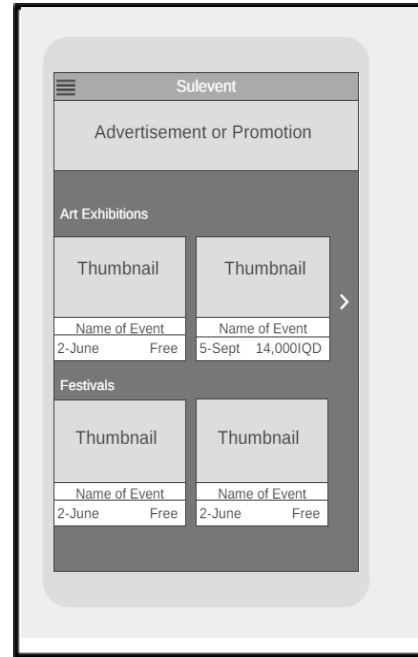 Sulevent
Advertisement or Promotion
Art Exhibitions
Thumbnail Thumbnail
Name of Event Name of Event
2-June Free 5-Sept 14,000IQD
Festivals
Thumbnail Thumbnail
Name of Event Name of Event
2-June Free 2-June Free